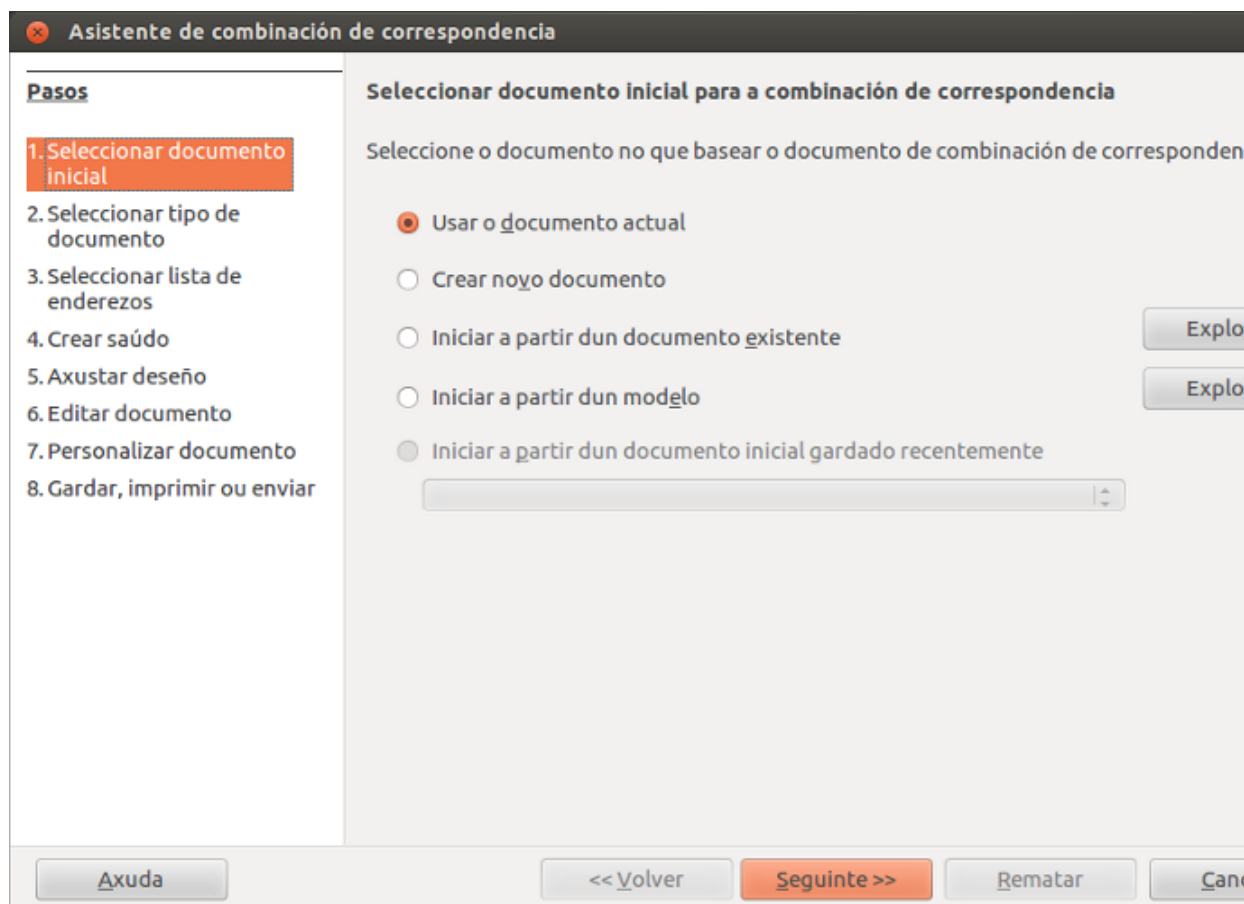 Asistente de combinación de correspondencia
Pasos
1. Seleccionar documento
inicial
2. Seleccionar tipo de
documento
3. Seleccionar lista de
enderezos
4. Crear saúdo
5. Axustar deseño
6. Editar documento
7. Personalizar documento
8. Gardar, imprimir ou enviar
Seleccionar documento inicial para a combinación de correspondencia
Seleccione o documento no que basear o documento de combinación de corresponden
Usar o documento actual
Crear novo documento
Iniciar a partir dun documento existente
Explo
Iniciar a partir dun modelo
Explo
Iniciar a partir dun documento inicial gardado recentemente
Axuda
<< Volver
Seguinte >>
Rematar
Canc